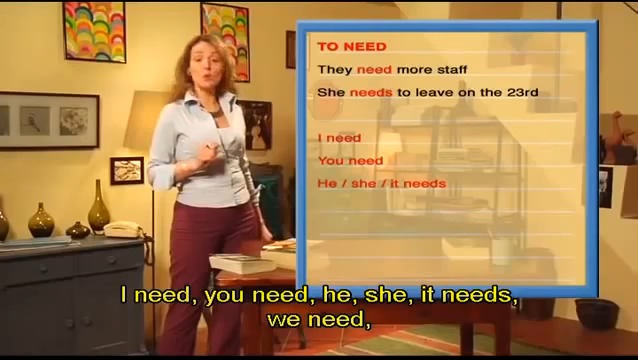 TO NEED
They need more staff
She needs to leave on the 23rd
I need
You need
He / she / it needs
I need, you need, he, she, it needs,
we need,